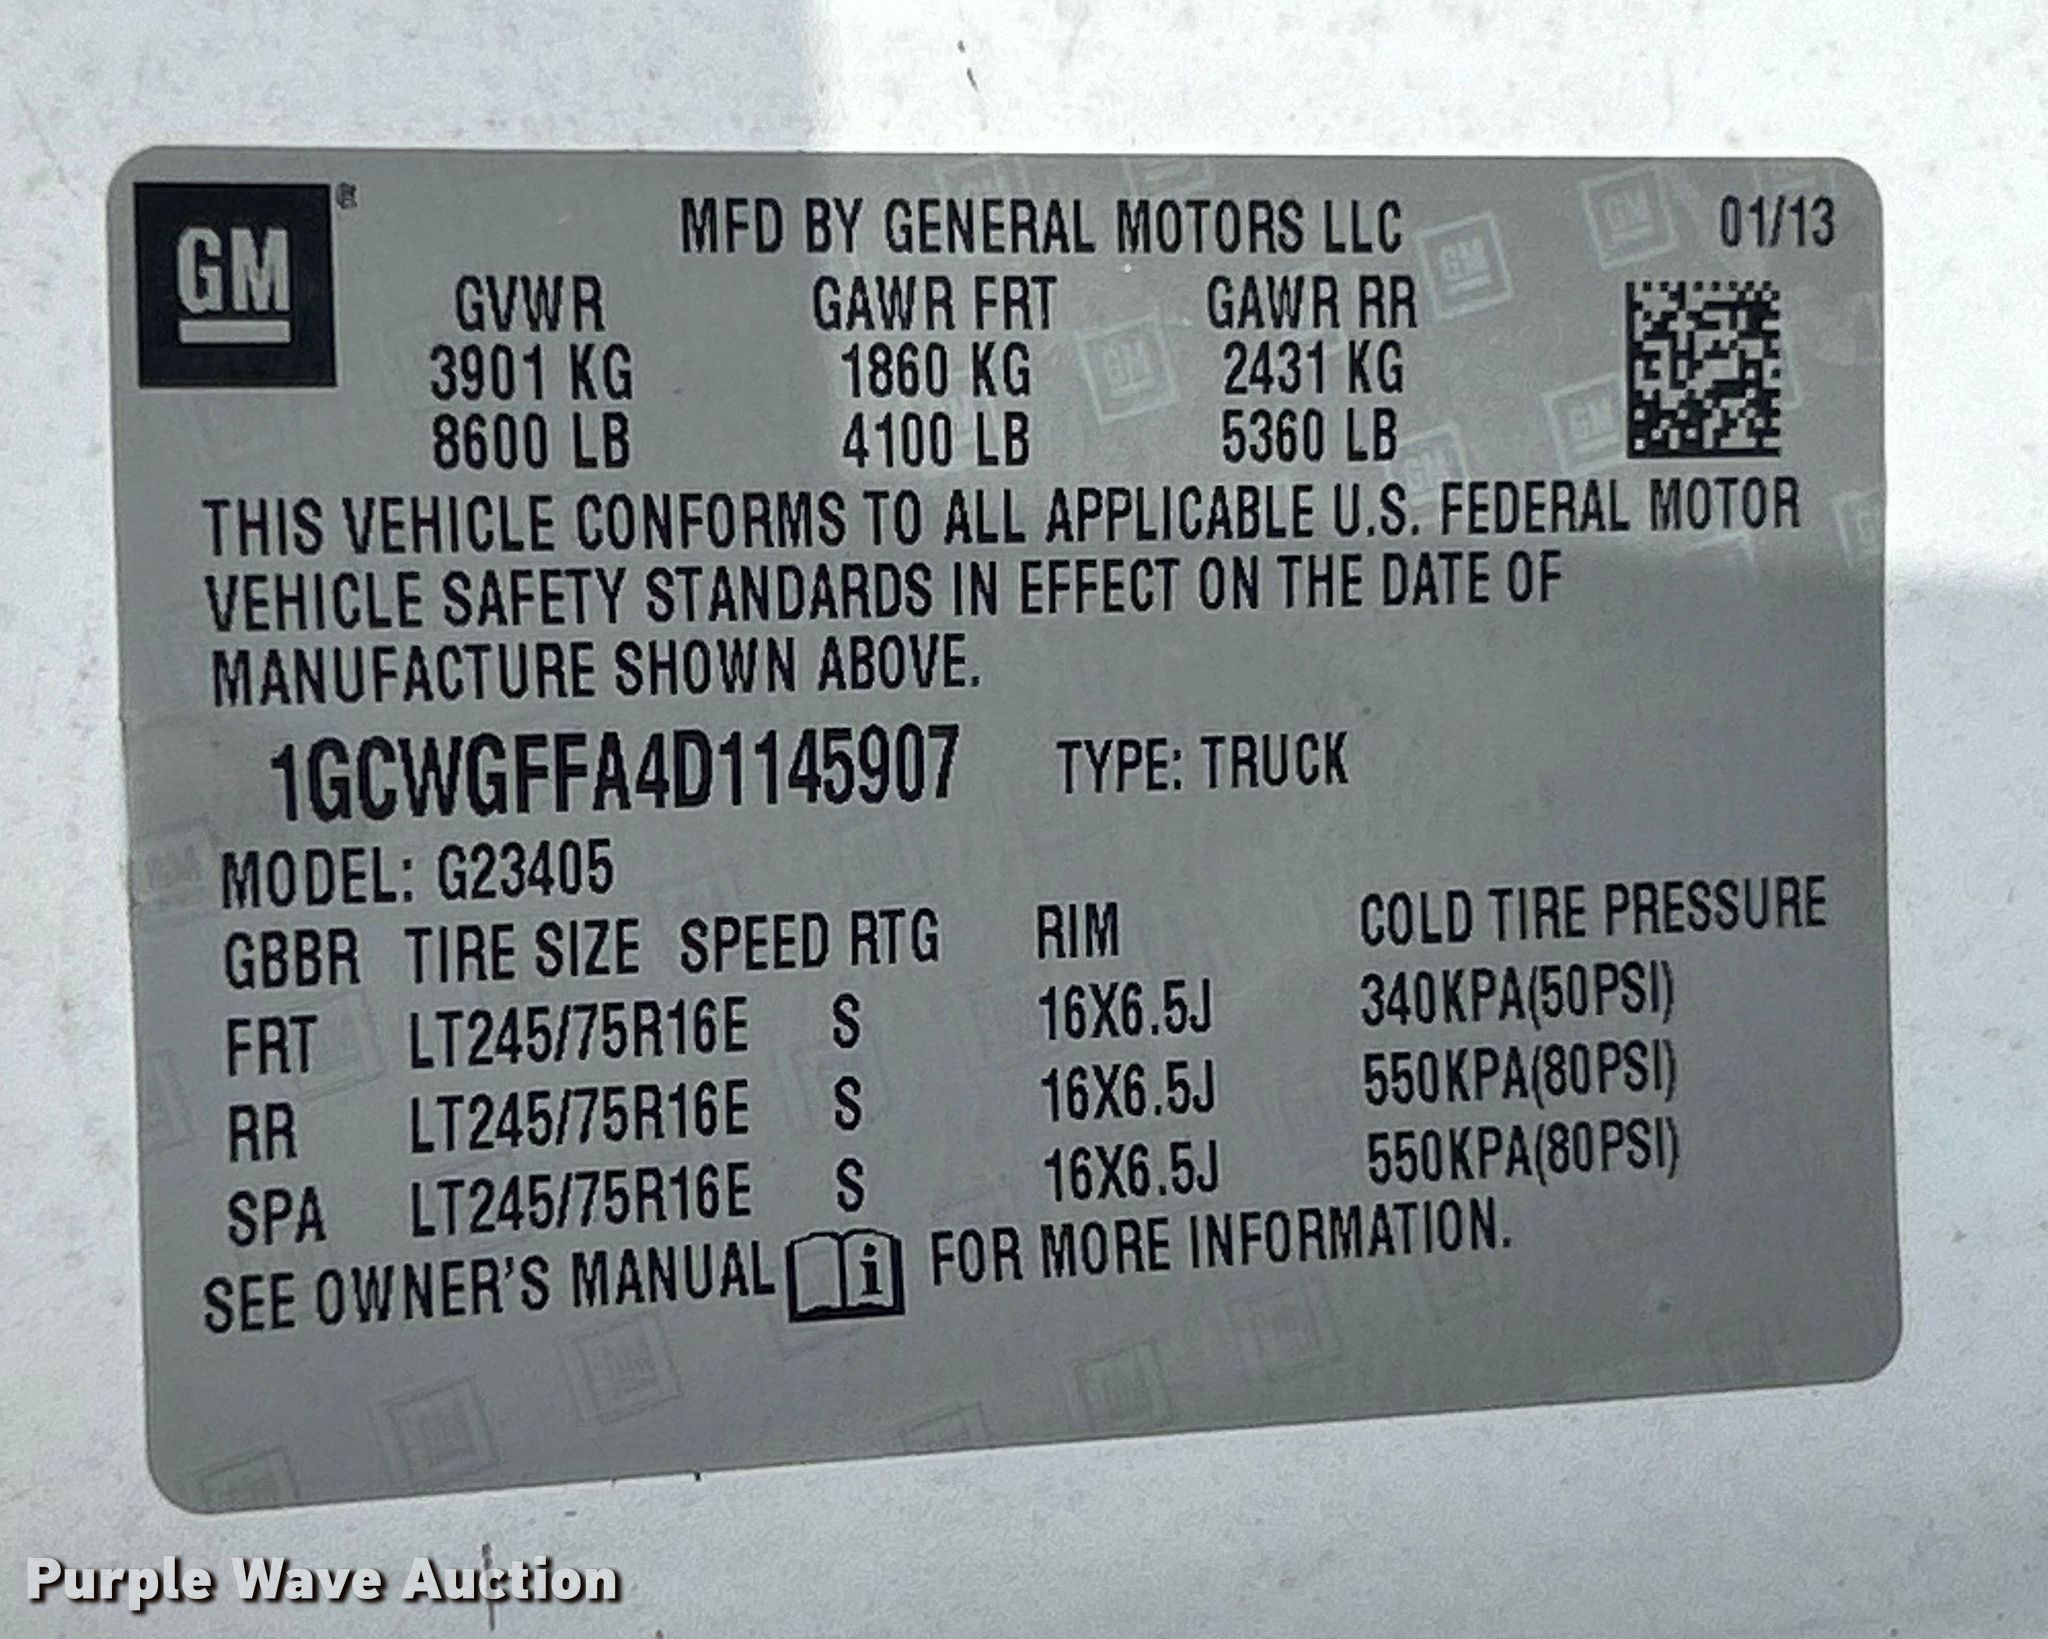 GM ®
MFD BY GENERAL MOTORS LLC 01/13
GVWR GAWR FRT GAWR RR
3901 KG 1860 KG 2431 KG
8600 LB 4100 LB 5360 LB
THIS VEHICLE CONFORMS TO ALL APPLICABLE U.S. FEDERAL MOTOR
VEHICLE SAFETY STANDARDS IN EFFECT ON THE DATE OF
MANUFACTURE SHOWN ABOVE.
1GCWGFFA4D1145907 TYPE: TRUCK
MODEL: G23405
GBBR TIRE SIZE SPEED RTG RIM COLD TIRE PRESSURE
FRT LT245/75R16E S 16X6.5J 340KPA(50PSI)
RR LT245/75R16E S 16X6.5J 550KPA(80PSI)
SPA LT245/75R16E S 16X6.5J 550KPA(80PSI)
SEE OWNER'S MANUAL i FOR MORE INFORMATION.
Purple Wave Auction